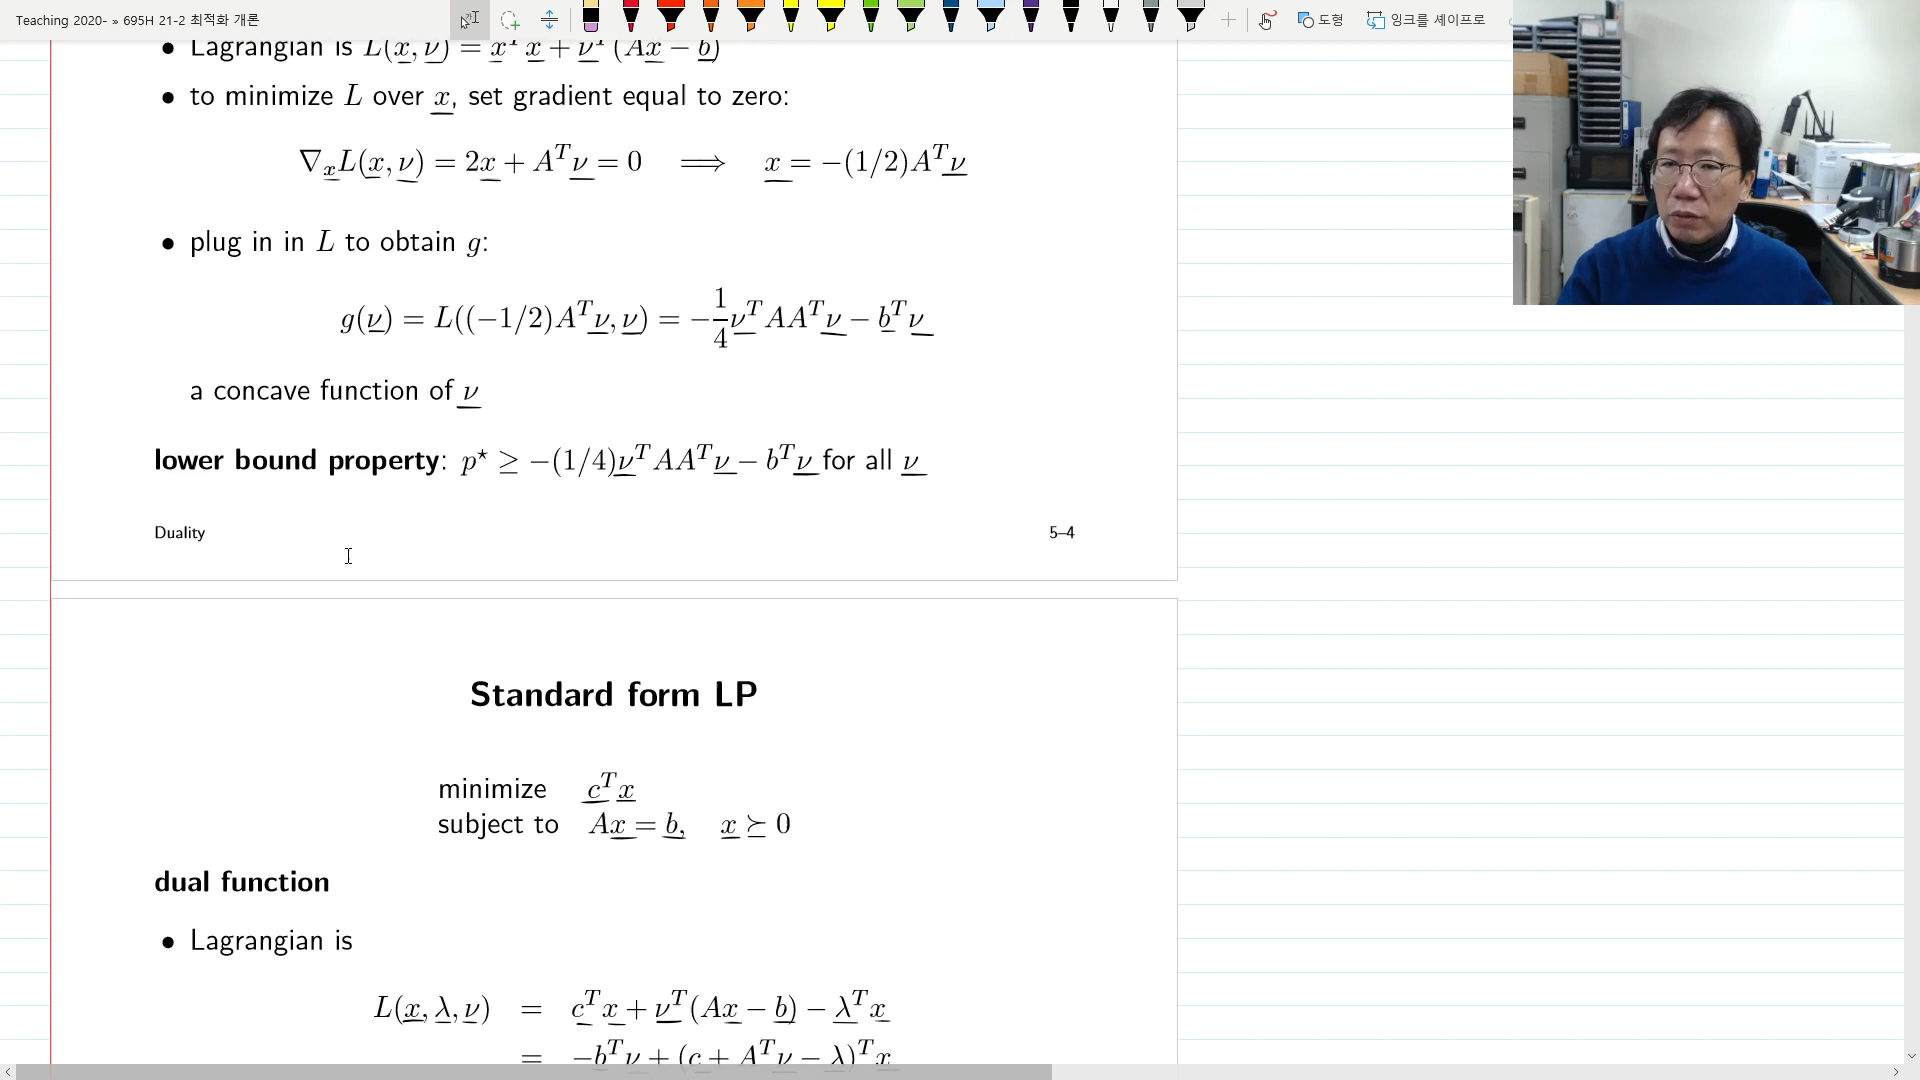 Teaching 2020- » 695H 21-2 최적화 개론
도형
잉크를 셰이프로
• Lagrangian is L(x, ν) = x^T x + ν^T (Ax − b)
• to minimize L over x, set gradient equal to zero:
∇_x L(x, ν) = 2x + A^T ν = 0 ⟹ x = −(1/2)A^T ν
• plug in in L to obtain g:
g(ν) = L((−1/2)A^T ν, ν) = −\frac{1}{4} ν^T AA^T ν − b^T ν
a concave function of ν
lower bound property: p⋆ ≥ −(1/4)ν^T AA^T ν − b^T ν for all ν
Duality 5–4
Standard form LP
minimize c^T x
subject to Ax = b, x ⪰ 0
dual function
• Lagrangian is
L(x, λ, ν) = c^T x + ν^T (Ax − b) − λ^T x
= −b^T ν + (c + A^T ν − λ)^T x